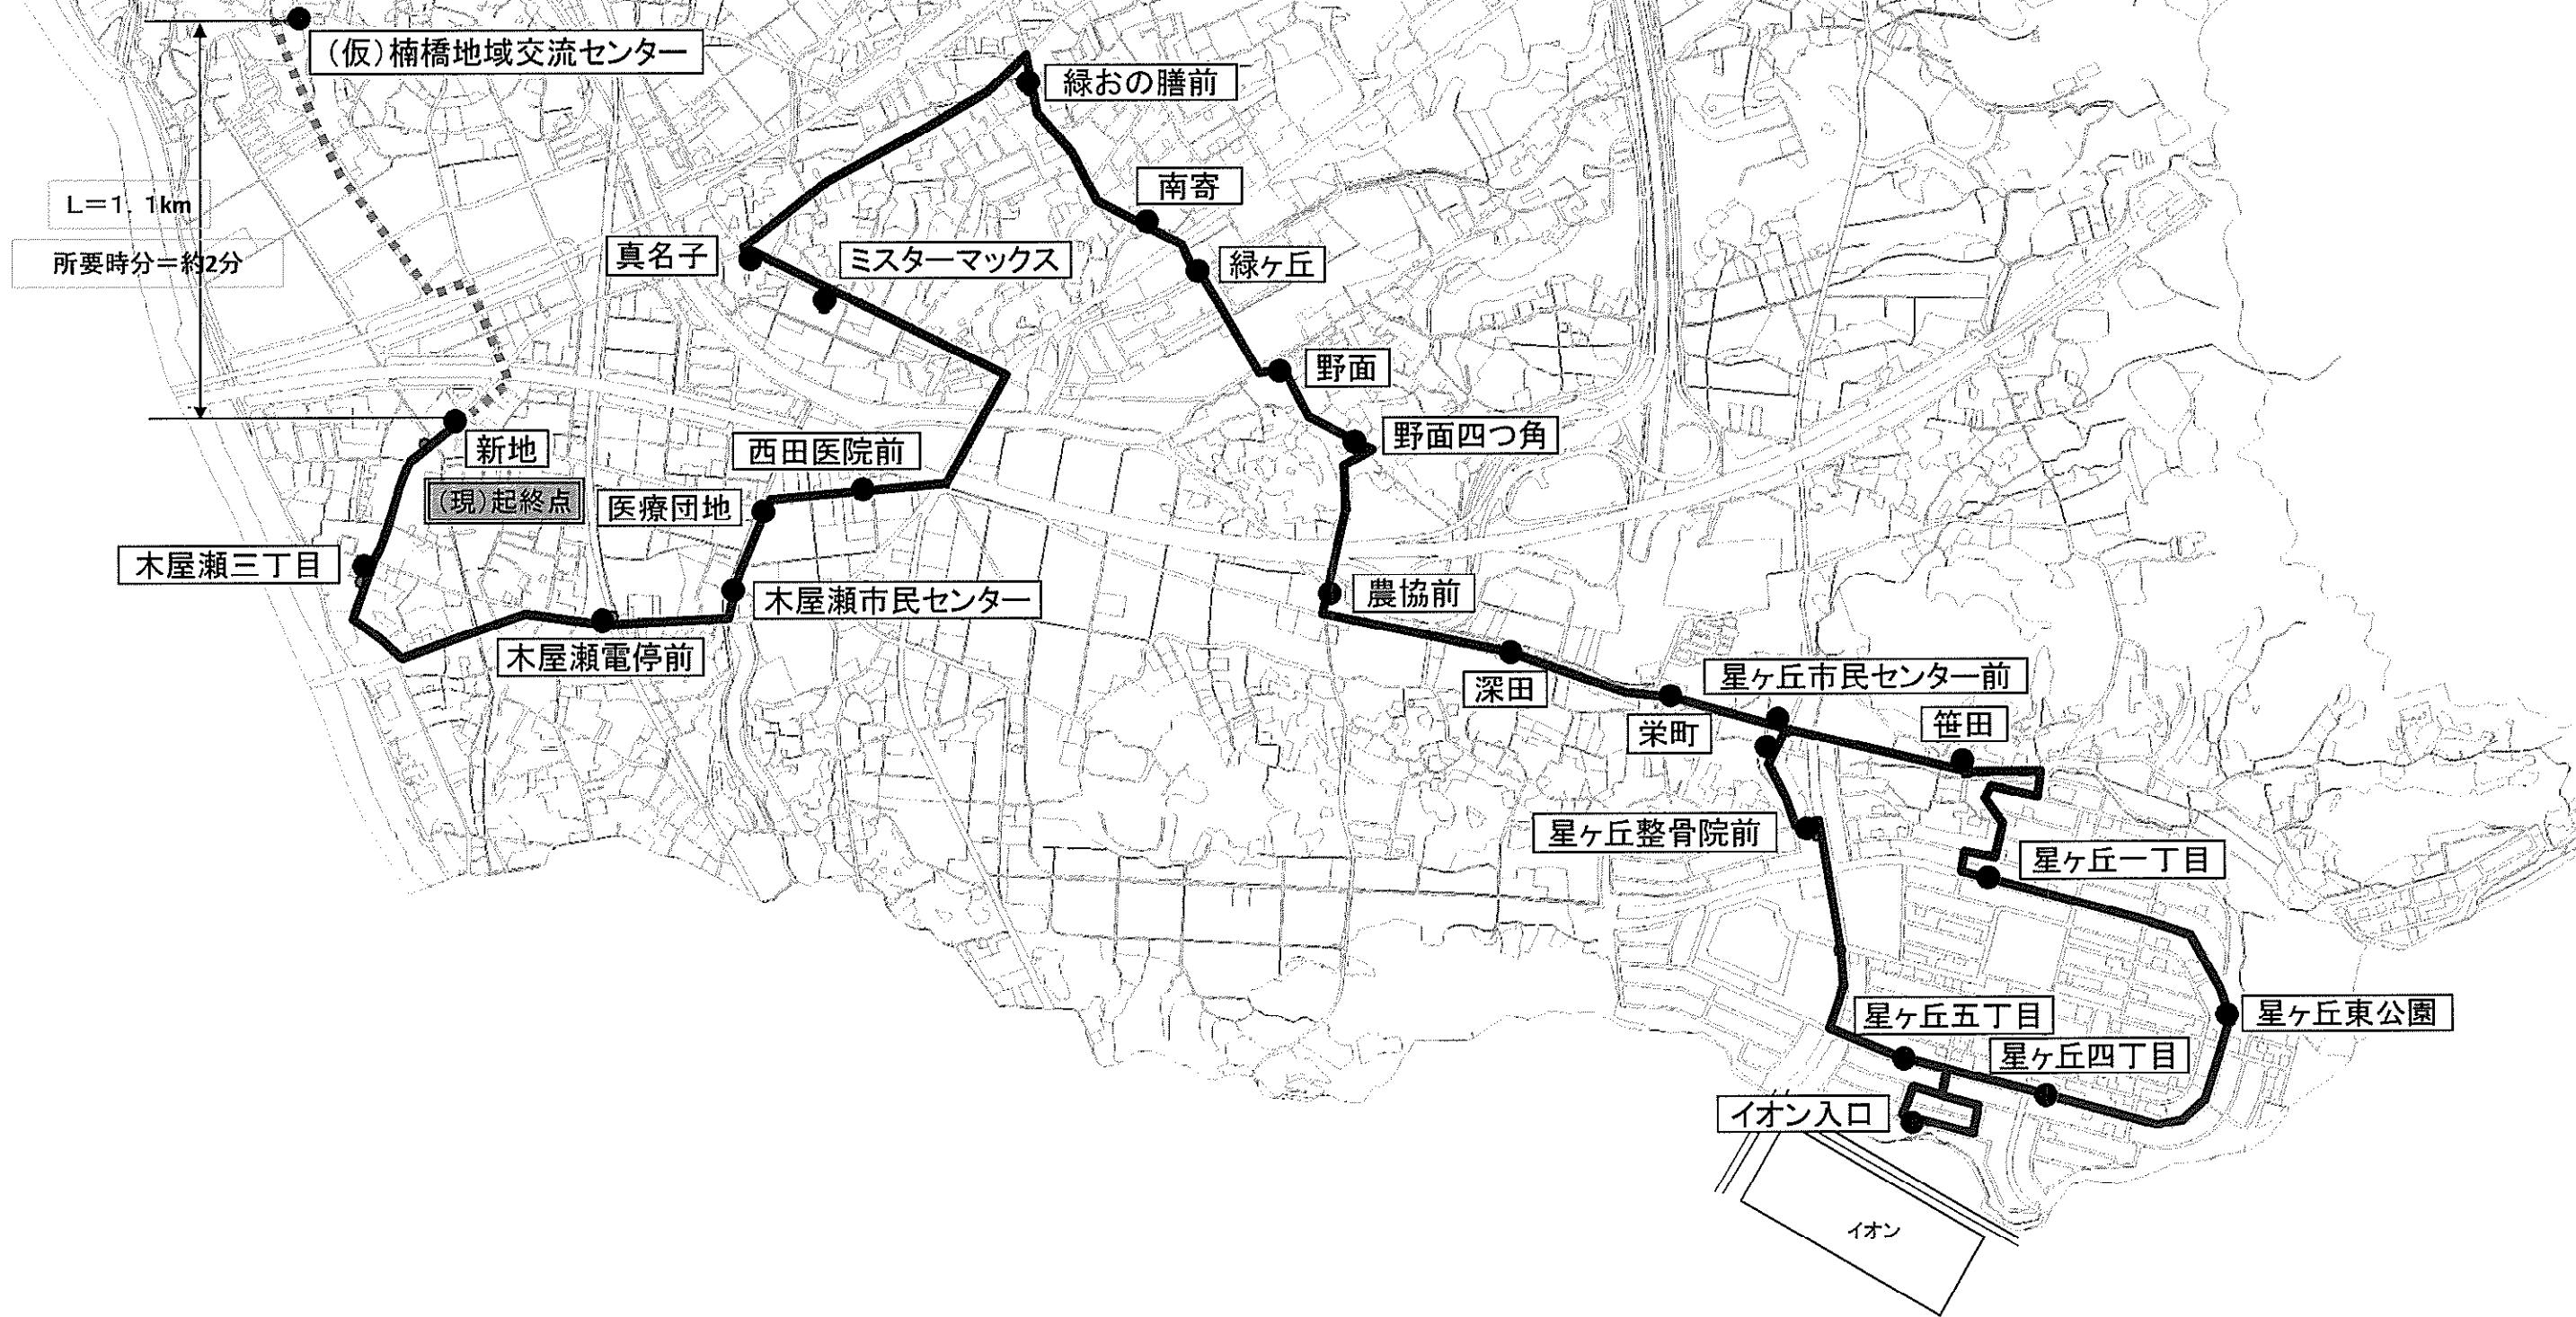 (仮)楠橋地域交流センター
緑おの膳前
南寄
L=1.1km
真名子
ミスターマックス
緑ヶ丘
所要時分=約2分
野面
野面四つ角
新地
西田医院前
(現)起終点
医療団地
木屋瀬三丁目
木屋瀬市民センター
農協前
木屋瀬電停前
深田
星ヶ丘市民センター前
栄町
笹田
星ヶ丘整骨院前
星ヶ丘一丁目
星ヶ丘五丁目
星ヶ丘東公園
星ヶ丘四丁目
イオン入口
イオン